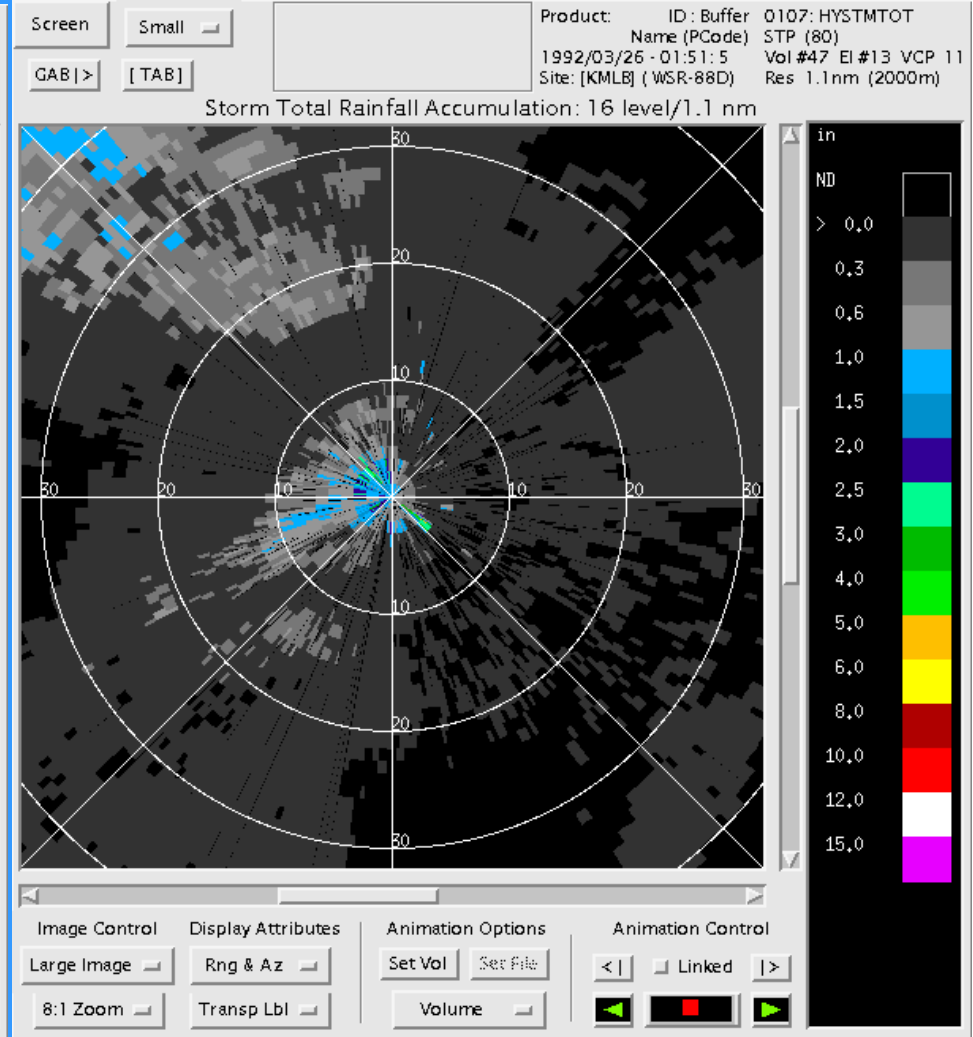 Screen
Small
GAB|>
[TAB]
Product: ID : Buffer 0107: HYSTMTOT
Name (PCode) STP (80)
1992/03/26 - 01:51: 5 Vol #47 El #13 VCP 11
Site: [KMLB] ( WSR-88D) Res 1.1nm (2000m)
Storm Total Rainfall Accumulation: 16 level/1.1 nm
30
20
10
30 20 10 10 20 30
10
20
30
in
ND
> 0.0
0.3
0.6
1.0
1.5
2.0
2.5
3.0
4.0
5.0
6.0
8.0
10.0
12.0
15.0
Image Control Display Attributes Animation Options Animation Control
Large Image Rng & Az Set Vol Set File <| Linked |>
8:1 Zoom Transp Lbl Volume